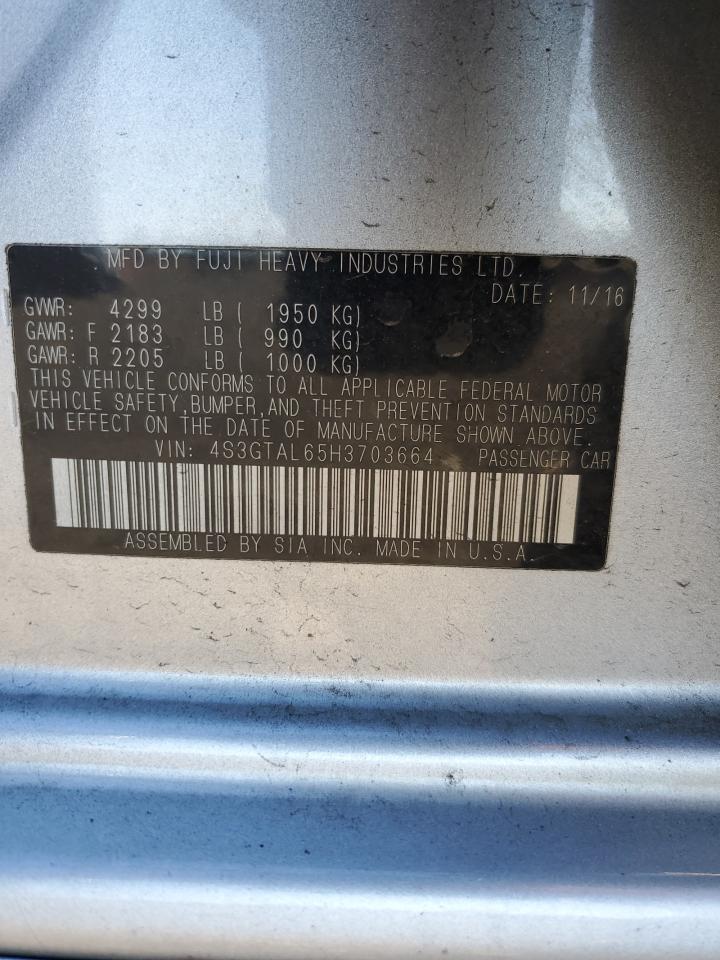 MFD BY FUJI HEAVY INDUSTRIES LTD.
DATE: 11/16
GVWR: 4299 LB ( 1950 KG)
GAWR: F 2183 LB ( 990 KG)
GAWR: R 2205 LB ( 1000 KG)
THIS VEHICLE CONFORMS TO ALL APPLICABLE FEDERAL MOTOR
VEHICLE SAFETY,BUMPER,AND THEFT PREVENTION STANDARDS
IN EFFECT ON THE DATE OF MANUFACTURE SHOWN ABOVE.
VIN: 4S3GTAL65H3703664 PASSENGER CAR
ASSEMBLED BY SIA INC. MADE IN U.S.A.